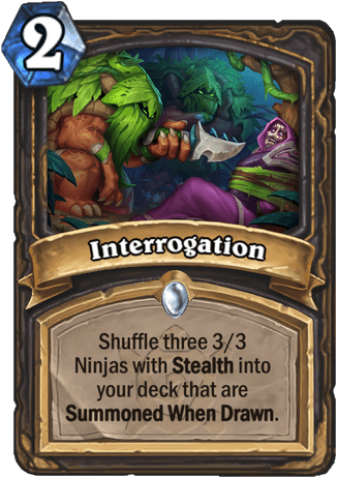 2
Interrogation
Shuffle three 3/3
Ninjas with Stealth into
your deck that are
Summoned When Drawn.